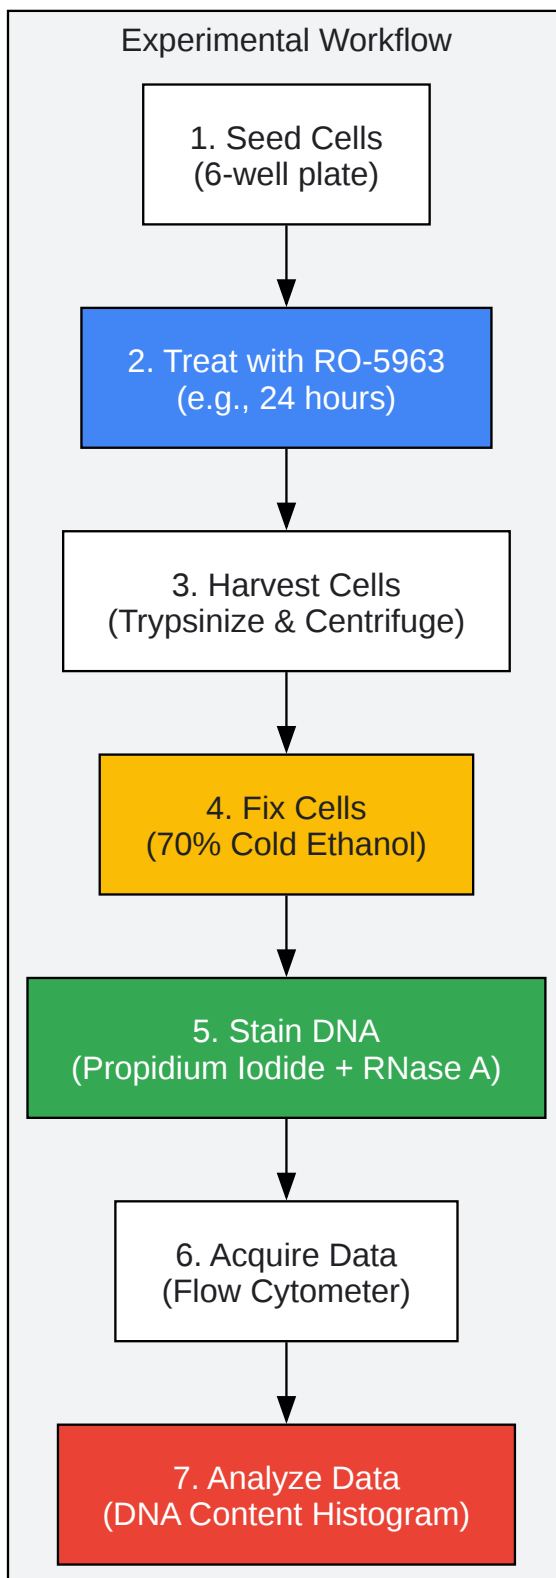 Experimental Workflow
1. Seed Cells
(6-well plate)
2. Treat with RO-5963
(e.g., 24 hours)
3. Harvest Cells
(Trypsinize & Centrifuge)
4. Fix Cells
(70% Cold Ethanol)
5. Stain DNA
(Propidium Iodide + RNase A)
6. Acquire Data
(Flow Cytometer)
7. Analyze Data
(DNA Content Histogram)